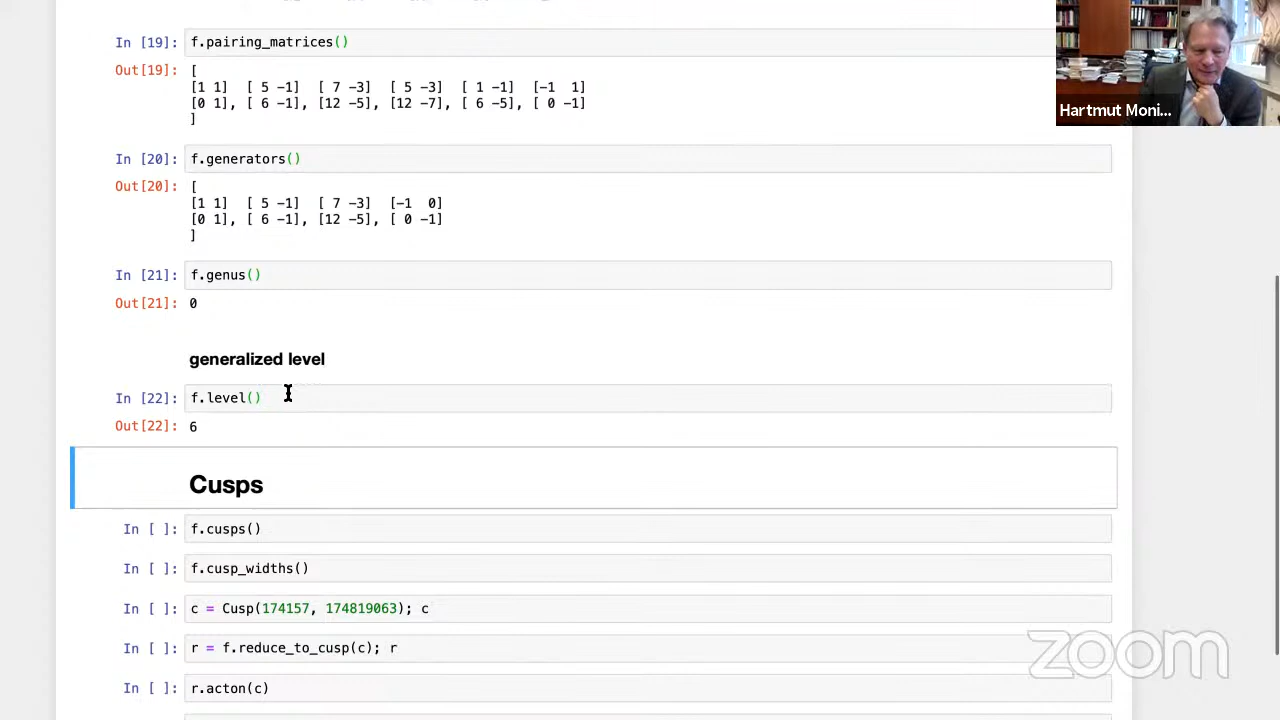 In [19]: f.pairing_matrices()
Out[19]: [
[1 1]  [ 5 -1]  [ 7 -3]  [ 5 -3]  [ 1 -1]  [-1  1]
[0 1], [ 6 -1], [12 -5], [12 -7], [ 6 -5], [ 0 -1]
]
Hartmut Moni...
In [20]: f.generators()
Out[20]: [
[1 1]  [ 5 -1]  [ 7 -3]  [-1  0]
[0 1], [ 6 -1], [12 -5], [ 0 -1]
]
In [21]: f.genus()
Out[21]: 0
generalized level
In [22]: f.level()
Out[22]: 6
Cusps
In [ ]: f.cusps()
In [ ]: f.cusp_widths()
In [ ]: c = Cusp(174157, 174819063); c
In [ ]: r = f.reduce_to_cusp(c); r
In [ ]: r.acton(c)
zoom